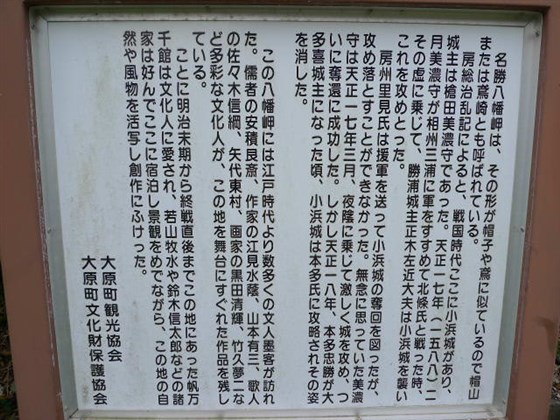 名勝八幡岬は、その形が帽子や鳶に似ているので帽山
または鳶崎とも呼ばれている。
房総治乱記によると、戦国時代ここに小浜城があり、
城主は槍田美濃守であった。天正一七年(一五八八)二
月美濃守が相州三浦に軍をすすめて北條氏と戦った時、
その虚に乗じて、勝浦城主正木左近大夫は小浜城を襲い
これを攻めとった。
房州里見氏は援軍を送って小浜城の奪回を図ったが、
攻め落とすことができなかった。無念に思っていた美濃
守は天正一七年三月、夜陰に乗じて激しく城を攻め、つ
いに奪還に成功した。しかし天正一八年、本多忠勝が大
多喜城主になった頃、小浜城は本多氏に攻略されその姿
を消した。
この八幡岬には江戸時代より数多くの文人墨客が訪れ
た。儒者の安積艮斎、作家の江見水蔭、山本有三、歌人
の佐々木信綱、矢代東村、画家の黒田清輝、竹久夢二な
ど多彩な文化人が、この地を舞台にすぐれた作品を残し
ている。
ことに明治末期から終戦直後までこの地にあった帆万
千館は文化人に愛され、若山牧水や鈴木信太郎などの諸
家は好んでここに宿泊し景観をめでながら、この地の自
然や風物を活写し創作にふけった。
大原町観光協会
大原町文化財保護協会